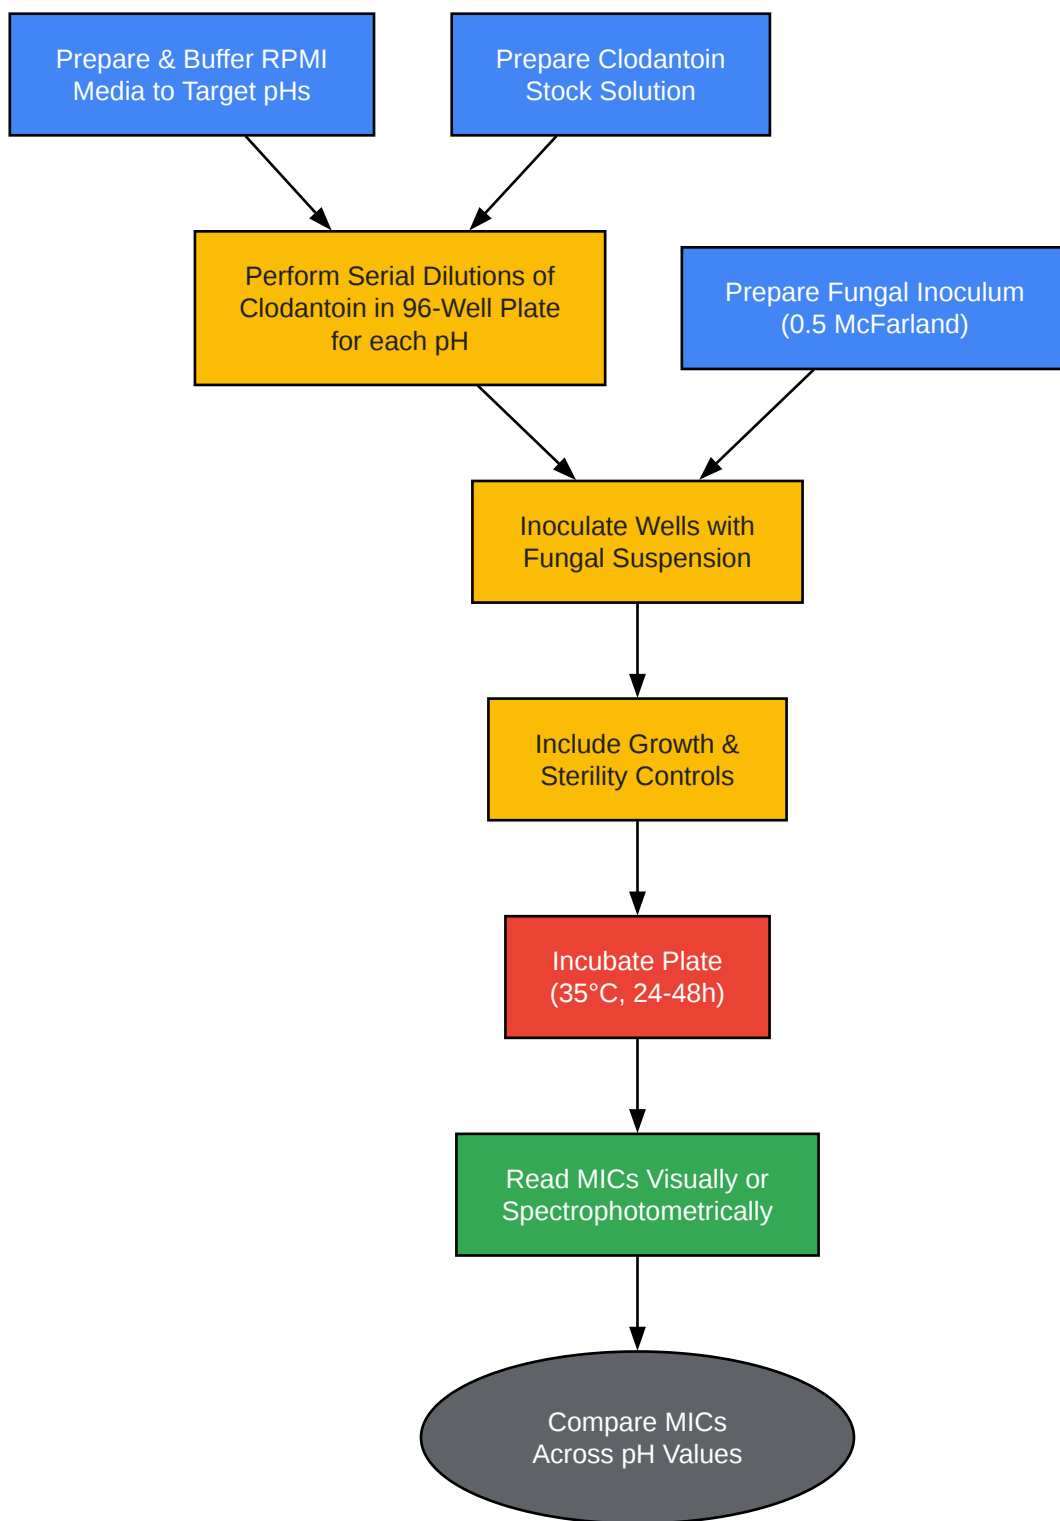 Prepare & Buffer RPMI
Media to Target pHs
Prepare Clodantoin
Stock Solution
Perform Serial Dilutions of
Clodantoin in 96-Well Plate
for each pH
Prepare Fungal Inoculum
(0.5 McFarland)
Inoculate Wells with
Fungal Suspension
Include Growth &
Sterility Controls
Incubate Plate
(35°C, 24-48h)
Read MICs Visually or
Spectrophotometrically
Compare MICs
Across pH Values